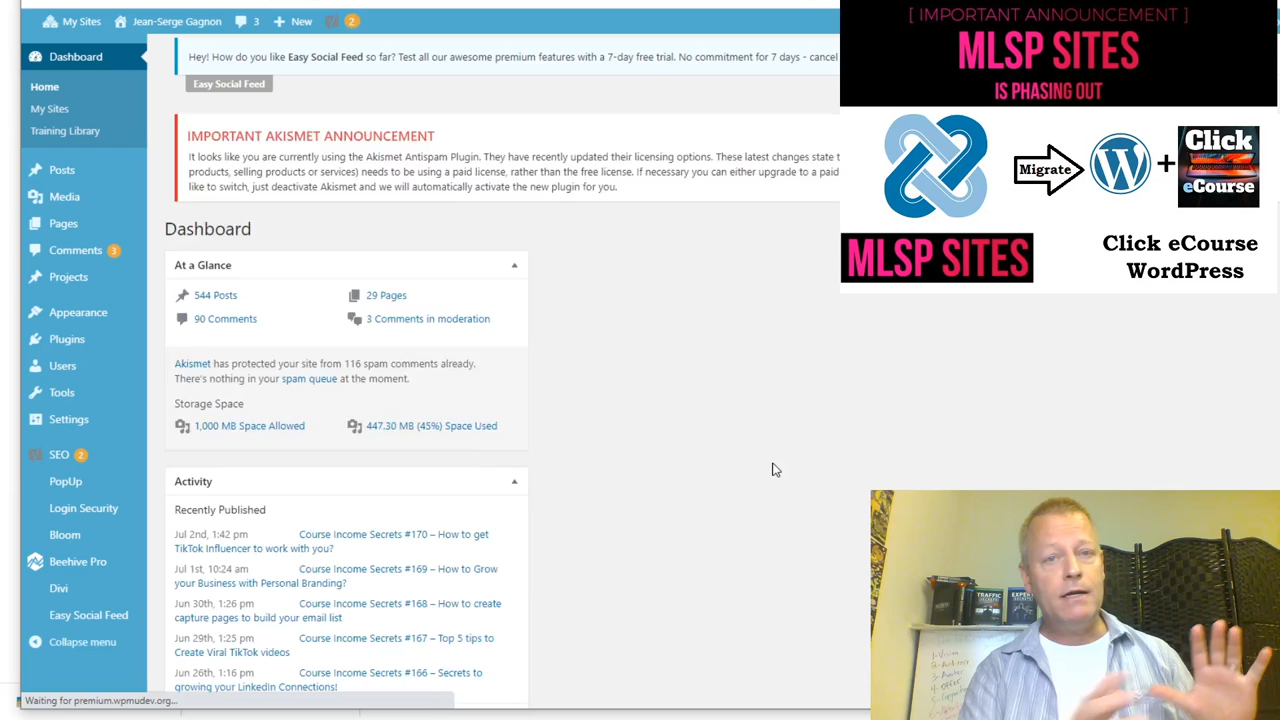 My Sites
Jean-Serge Gagnon
3
New
2
Dashboard
Home
My Sites
Training Library
Posts
Media
Pages
Comments 3
Projects
Appearance
Plugins
Users
Tools
Settings
SEO 2
PopUp
Login Security
Bloom
Beehive Pro
Divi
Easy Social Feed
Collapse menu
Hey! How do you like Easy Social Feed so far? Test all our awesome premium features with a 7-day free trial. No commitment for 7 days - cancel
Easy Social Feed
IMPORTANT AKISMET ANNOUNCEMENT
It looks like you are currently using the Akismet Antispam Plugin. They have recently updated their licensing options. These latest changes state t
products, selling products or services) needs to be using a paid license, rather than the free license. If necessary you can either upgrade to a paid
like to switch, just deactivate Akismet and we will automatically activate the new plugin for you.
Dashboard
At a Glance
544 Posts
29 Pages
90 Comments
3 Comments in moderation
Akismet has protected your site from 116 spam comments already.
There's nothing in your spam queue at the moment.
Storage Space
1,000 MB Space Allowed
447.30 MB (45%) Space Used
Activity
Recently Published
Jul 2nd, 1:42 pm Course Income Secrets #170 – How to get
TikTok Influencer to work with you?
Jul 1st, 10:24 am Course Income Secrets #169 – How to Grow
your Business with Personal Branding?
Jun 30th, 1:26 pm Course Income Secrets #168 – How to create
capture pages to build your email list
Jun 29th, 1:25 pm Course Income Secrets #167 – Top 5 tips to
Create Viral TikTok videos
Jun 26th, 1:16 pm Course Income Secrets #166 – Secrets to
growing your LinkedIn Connections!
Waiting for premium.wpmudev.org...
[ IMPORTANT ANNOUNCEMENT ]
MLSP SITES
IS PHASING OUT
Migrate
W
+
Click
eCourse
MLSP SITES
Click eCourse
WordPress
TRAFFIC
SECRETS
EXPERT
SECRETS